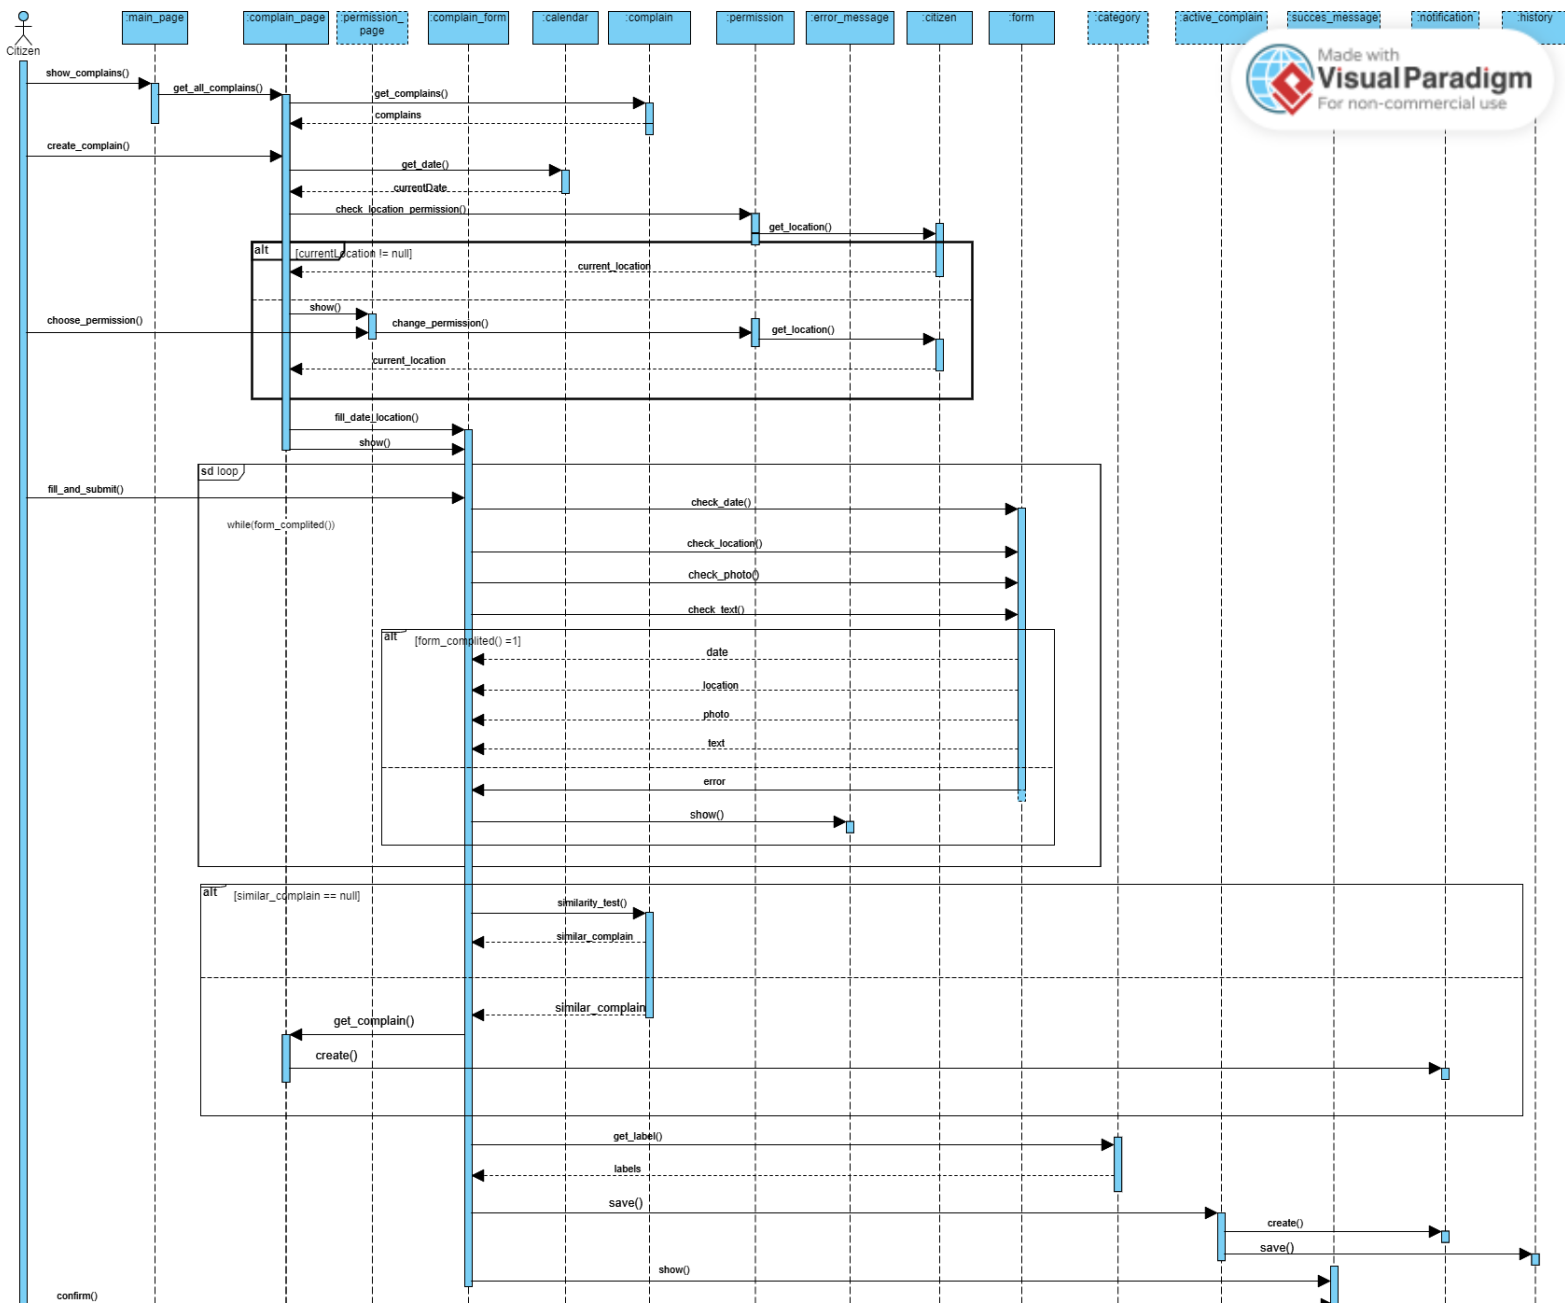 :main_page
:complain_page
:permission_
page
:complain_form
:calendar
:complain
:permission
:error_message
:citizen
:form
:category
:active_complain
:succes_message
:notification
:history
Citizen
Made with
Visual Paradigm
For non-commercial use
show_complains()
get_all_complains()
get_complains()
complains
create_complain()
get_date()
currentDate
check_location_permission()
get_location()
alt
[currentLocation != null]
current_location
show()
choose_permission()
change_permission()
get_location()
current_location
fill_date_location()
show()
sd loop
fill_and_submit()
check_date()
while(form_complited())
check_location()
check_photo()
check_text()
alt
[form_complited() =1]
date
location
photo
text
error
show()
alt
[similar_complain == null]
similarity_test()
similar_complain
similar_complain
get_complain()
create()
get_label()
labels
save()
create()
save()
show()
confirm()